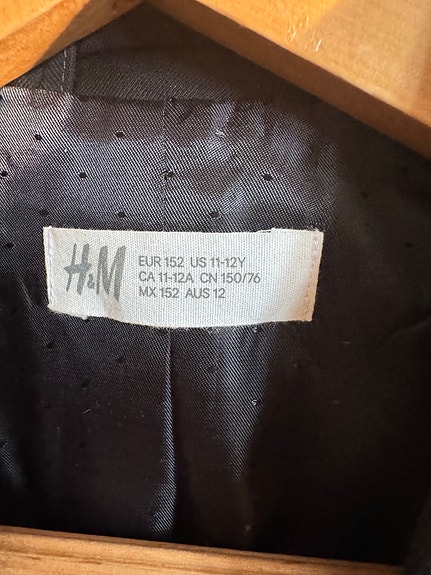 H&M
EUR 152 US 11-12Y
CA 11-12A CN 150/76
MX 152 AUS 12